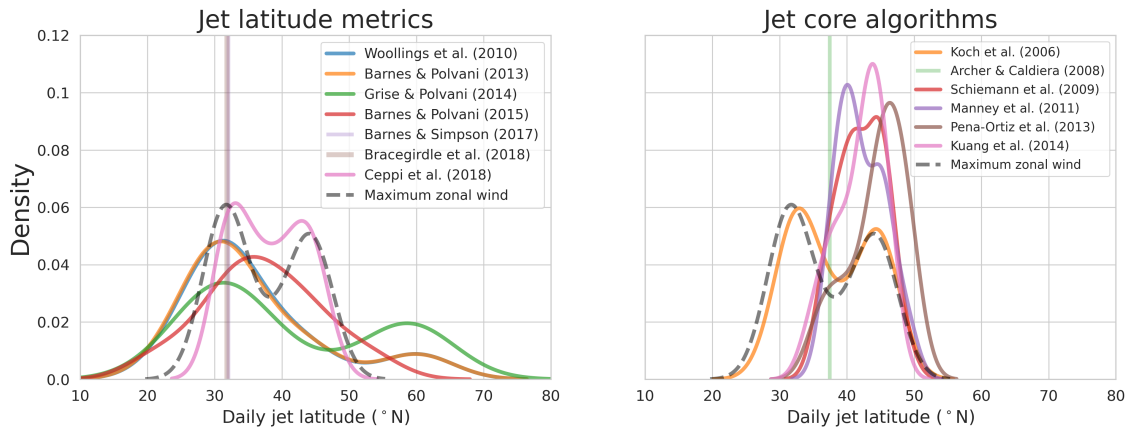 Jet latitude metrics
Jet core algorithms
0.12
0.1
0.08
0.06
0.04
0.02
0.0
Density
Woollings et al. (2010)
Barnes & Polvani (2013)
Grise & Polvani (2014)
Barnes & Polvani (2015)
Barnes & Simpson (2017)
Bracegirdle et al. (2018)
Ceppi et al. (2018)
Maximum zonal wind
10 20 30 40 50 60 70 80
Daily jet latitude (°N)
Koch et al. (2006)
Archer & Caldiera (2008)
Schiemann et al. (2009)
Manney et al. (2011)
Pena-Ortiz et al. (2013)
Kuang et al. (2014)
Maximum zonal wind
10 20 30 40 50 60 70 80
Daily jet latitude (°N)